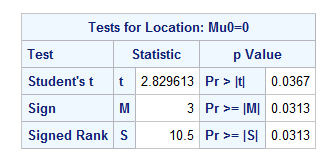 Tests for Location: Mu0=0
Test Statistic p Value
Student's t t 2.829613 Pr > |t| 0.0367
Sign M 3 Pr >= |M| 0.0313
Signed Rank S 10.5 Pr >= |S| 0.0313